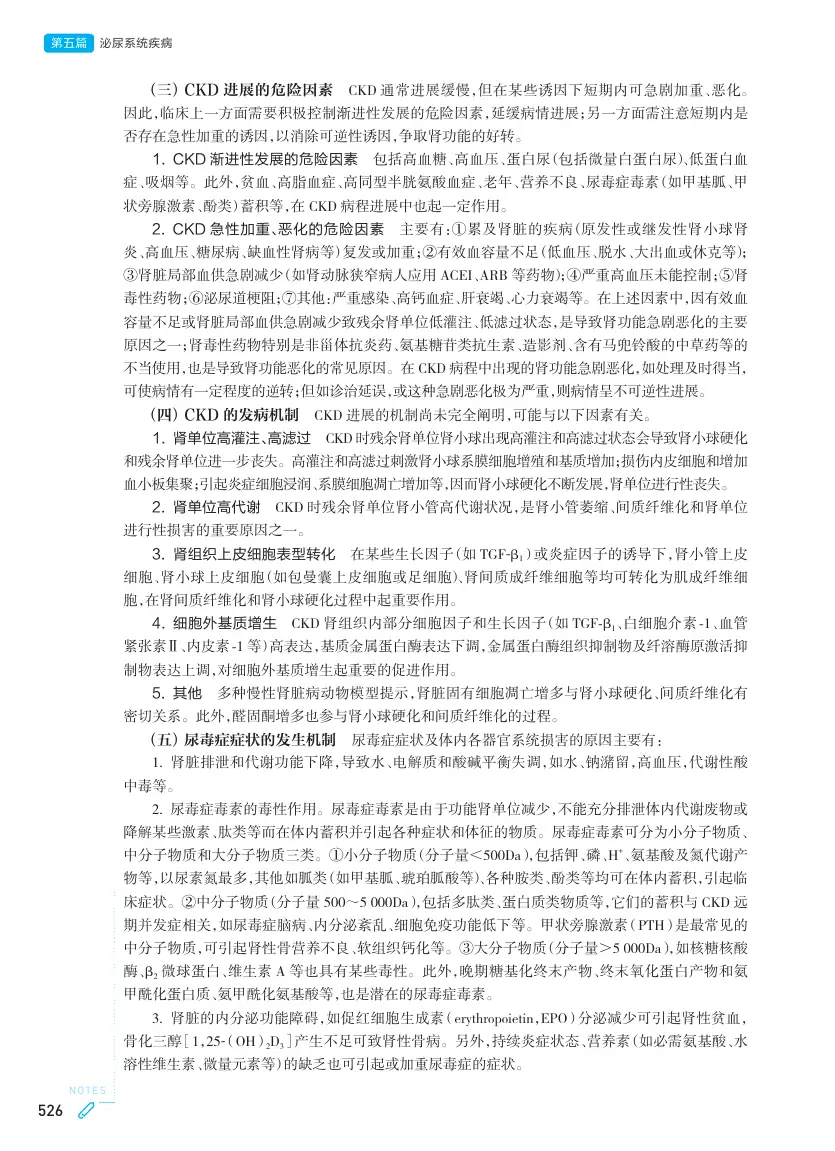 第五篇 泌尿系统疾病
（三）CKD 进展的危险因素 CKD 通常进展缓慢，但在某些诱因下短期内可急剧加重、恶化。
因此，临床上一方面需要积极控制渐进性发展的危险因素，延缓病情进展；另一方面需注意短期内是
否存在急性加重的诱因，以消除可逆性诱因，争取肾功能的好转。
1. CKD 渐进性发展的危险因素 包括高血糖、高血压、蛋白尿（包括微量白蛋白尿）、低蛋白血
症、吸烟等。此外，贫血、高脂血症、高同型半胱氨酸血症、老年、营养不良、尿毒症毒素（如甲基胍、甲
状旁腺激素、酚类）蓄积等，在 CKD 病程进展中也起一定作用。
2. CKD 急性加重、恶化的危险因素 主要有：①累及肾脏的疾病（原发性或继发性肾小球肾
炎、高血压、糖尿病、缺血性肾病等）复发或加重；②有效血容量不足（低血压、脱水、大出血或休克等）；
③肾脏局部血供急剧减少（如肾动脉狭窄病人应用 ACEI、ARB 等药物）；④严重高血压未能控制；⑤肾
毒性药物；⑥泌尿道梗阻；⑦其他：严重感染、高钙血症、肝衰竭、心力衰竭等。在上述因素中，因有效血
容量不足或肾脏局部血供急剧减少致残余肾单位低灌注、低滤过状态，是导致肾功能急剧恶化的主要
原因之一；肾毒性药物特别是非甾体抗炎药、氨基糖苷类抗生素、造影剂、含有马兜铃酸的中草药等的
不当使用，也是导致肾功能恶化的常见原因。在 CKD 病程中出现的肾功能急剧恶化，如处理及时得当，
可使病情有一定程度的逆转；但如诊治延误，或这种急剧恶化极为严重，则病情呈不可逆性进展。
（四）CKD 的发病机制 CKD 进展的机制尚未完全阐明，可能与以下因素有关。
1. 肾单位高灌注、高滤过 CKD 时残余肾单位肾小球出现高灌注和高滤过状态会导致肾小球硬化
和残余肾单位进一步丧失。高灌注和高滤过刺激肾小球系膜细胞增殖和基质增加；损伤内皮细胞和增加
血小板集聚；引起炎症细胞浸润、系膜细胞凋亡增加等，因而肾小球硬化不断发展，肾单位进行性丧失。
2. 肾单位高代谢 CKD 时残余肾单位肾小管高代谢状况，是肾小管萎缩、间质纤维化和肾单位
进行性损害的重要原因之一。
3. 肾组织上皮细胞表型转化 在某些生长因子（如 TGF-β₁）或炎症因子的诱导下，肾小管上皮
细胞、肾小球上皮细胞（如包曼囊上皮细胞或足细胞）、肾间质成纤维细胞等均可转化为肌成纤维细
胞，在肾间质纤维化和肾小球硬化过程中起重要作用。
4. 细胞外基质增生 CKD 肾组织内部分细胞因子和生长因子（如 TGF-β₁、白细胞介素 -1、血管
紧张素Ⅱ、内皮素 -1 等）高表达，基质金属蛋白酶表达下调，金属蛋白酶组织抑制物及纤溶酶原激活抑
制物表达上调，对细胞外基质增生起重要的促进作用。
5. 其他 多种慢性肾脏病动物模型提示，肾脏固有细胞凋亡增多与肾小球硬化、间质纤维化有
密切关系。此外，醛固酮增多也参与肾小球硬化和间质纤维化的过程。
（五）尿毒症症状的发生机制 尿毒症症状及体内各器官系统损害的原因主要有：
1. 肾脏排泄和代谢功能下降，导致水、电解质和酸碱平衡失调，如水、钠潴留，高血压，代谢性酸
中毒等。
2. 尿毒症毒素的毒性作用。尿毒症毒素是由于功能肾单位减少，不能充分排泄体内代谢废物或
降解某些激素、肽类等而在体内蓄积并引起各种症状和体征的物质。尿毒症毒素可分为小分子物质、
中分子物质和大分子物质三类。①小分子物质（分子量＜500Da），包括钾、磷、H⁺、氨基酸及氮代谢产
物等，以尿素氮最多，其他如胍类（如甲基胍、琥珀胍酸等）、各种胺类、酚类等均可在体内蓄积，引起临
床症状。②中分子物质（分子量 500～5 000Da），包括多肽类、蛋白质类物质等，它们的蓄积与 CKD 远
期并发症相关，如尿毒症脑病、内分泌紊乱、细胞免疫功能低下等。甲状旁腺激素（PTH）是最常见的
中分子物质，可引起肾性骨营养不良、软组织钙化等。③大分子物质（分子量＞5 000Da），如核糖核酸
酶、β₂ 微球蛋白、维生素 A 等也具有某些毒性。此外，晚期糖基化终末产物、终末氧化蛋白产物和氨
甲酰化蛋白质、氨甲酰化氨基酸等，也是潜在的尿毒症毒素。
3. 肾脏的内分泌功能障碍，如促红细胞生成素（erythropoietin，EPO）分泌减少可引起肾性贫血，
骨化三醇［1,25-（OH）₂D₃］产生不足可致肾性骨病。另外，持续炎症状态、营养素（如必需氨基酸、水
溶性维生素、微量元素等）的缺乏也可引起或加重尿毒症的症状。
NOTES
526